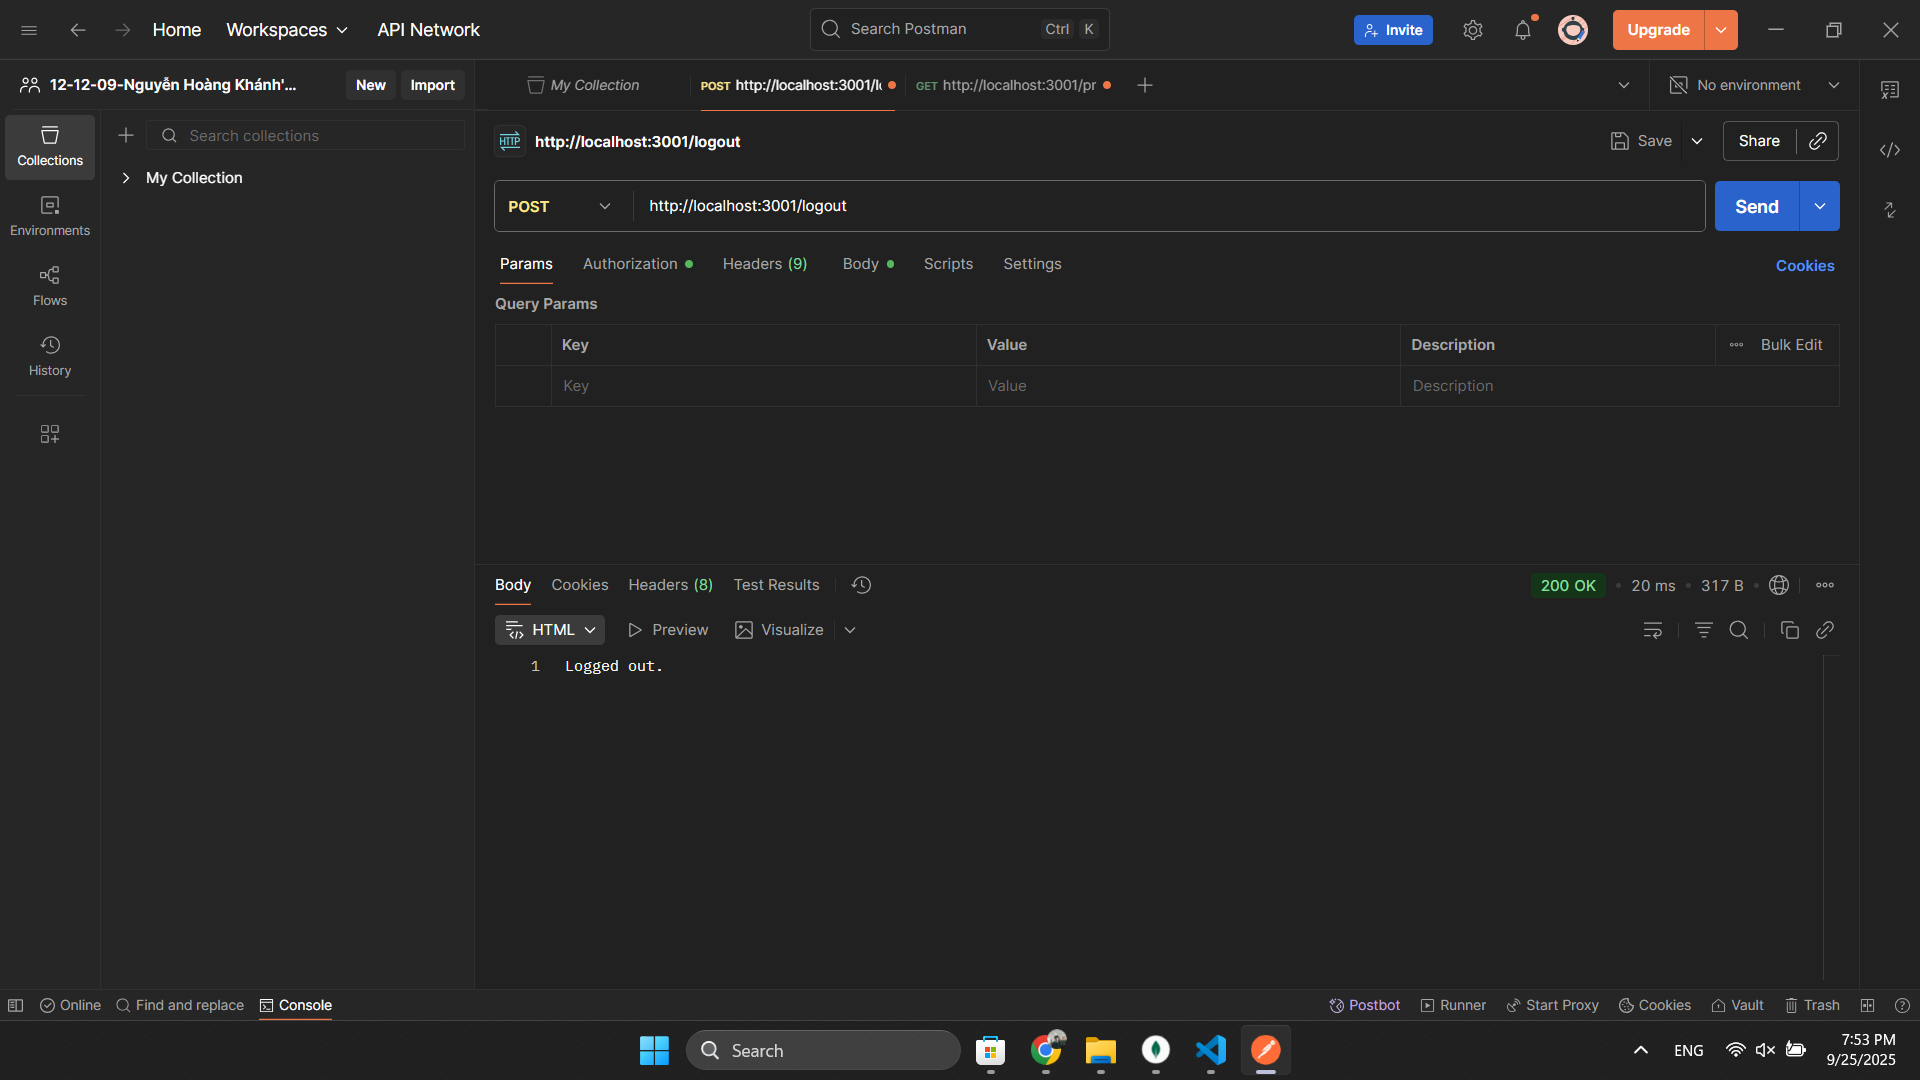 Home Workspaces API Network Search Postman Ctrl K Invite Upgrade
12-12-09-Nguyễn Hoàng Khánh'... New Import My Collection POST http://localhost:3001/l GET http://localhost:3001/pr No environment
Collections
Search collections
My Collection
Environments
Flows
History
HTTP http://localhost:3001/logout Save Share
POST http://localhost:3001/logout Send
Params Authorization Headers (9) Body Scripts Settings Cookies
Query Params
Key Value Description Bulk Edit
Key Value Description
Body Cookies Headers (8) Test Results 200 OK • 20 ms • 317 B •
HTML Preview Visualize
1 Logged out.
Online Find and replace Console Postbot Runner Start Proxy Cookies Vault Trash
Search ENG 7:53 PM
9/25/2025